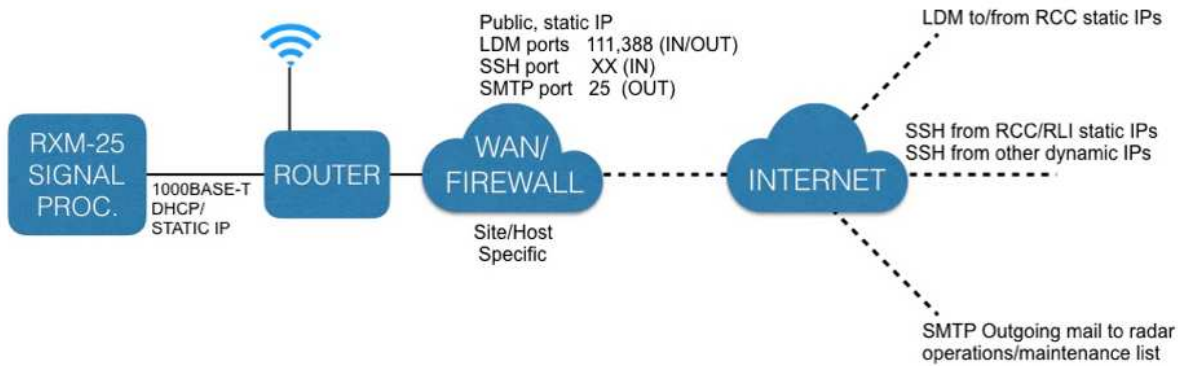 Public, static IP
LDM ports 111,388 (IN/OUT)
SSH port XX (IN)
SMTP port 25 (OUT)
LDM to/from RCC static IPs
RXM-25
SIGNAL
PROC.
1000BASE-T
DHCP/
STATIC IP
ROUTER
WAN/
FIREWALL
Site/Host
Specific
INTERNET
SSH from RCC/RLI static IPs
SSH from other dynamic IPs
SMTP Outgoing mail to radar
operations/maintenance list